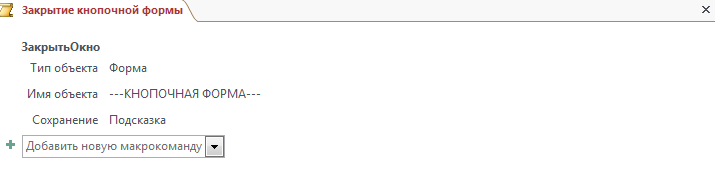 Закрытие кнопочной формы
ЗакрытьОкно
Тип объекта Форма
Имя объекта ---КНОПОЧНАЯ ФОРМА---
Сохранение Подсказка
Добавить новую макрокоманду